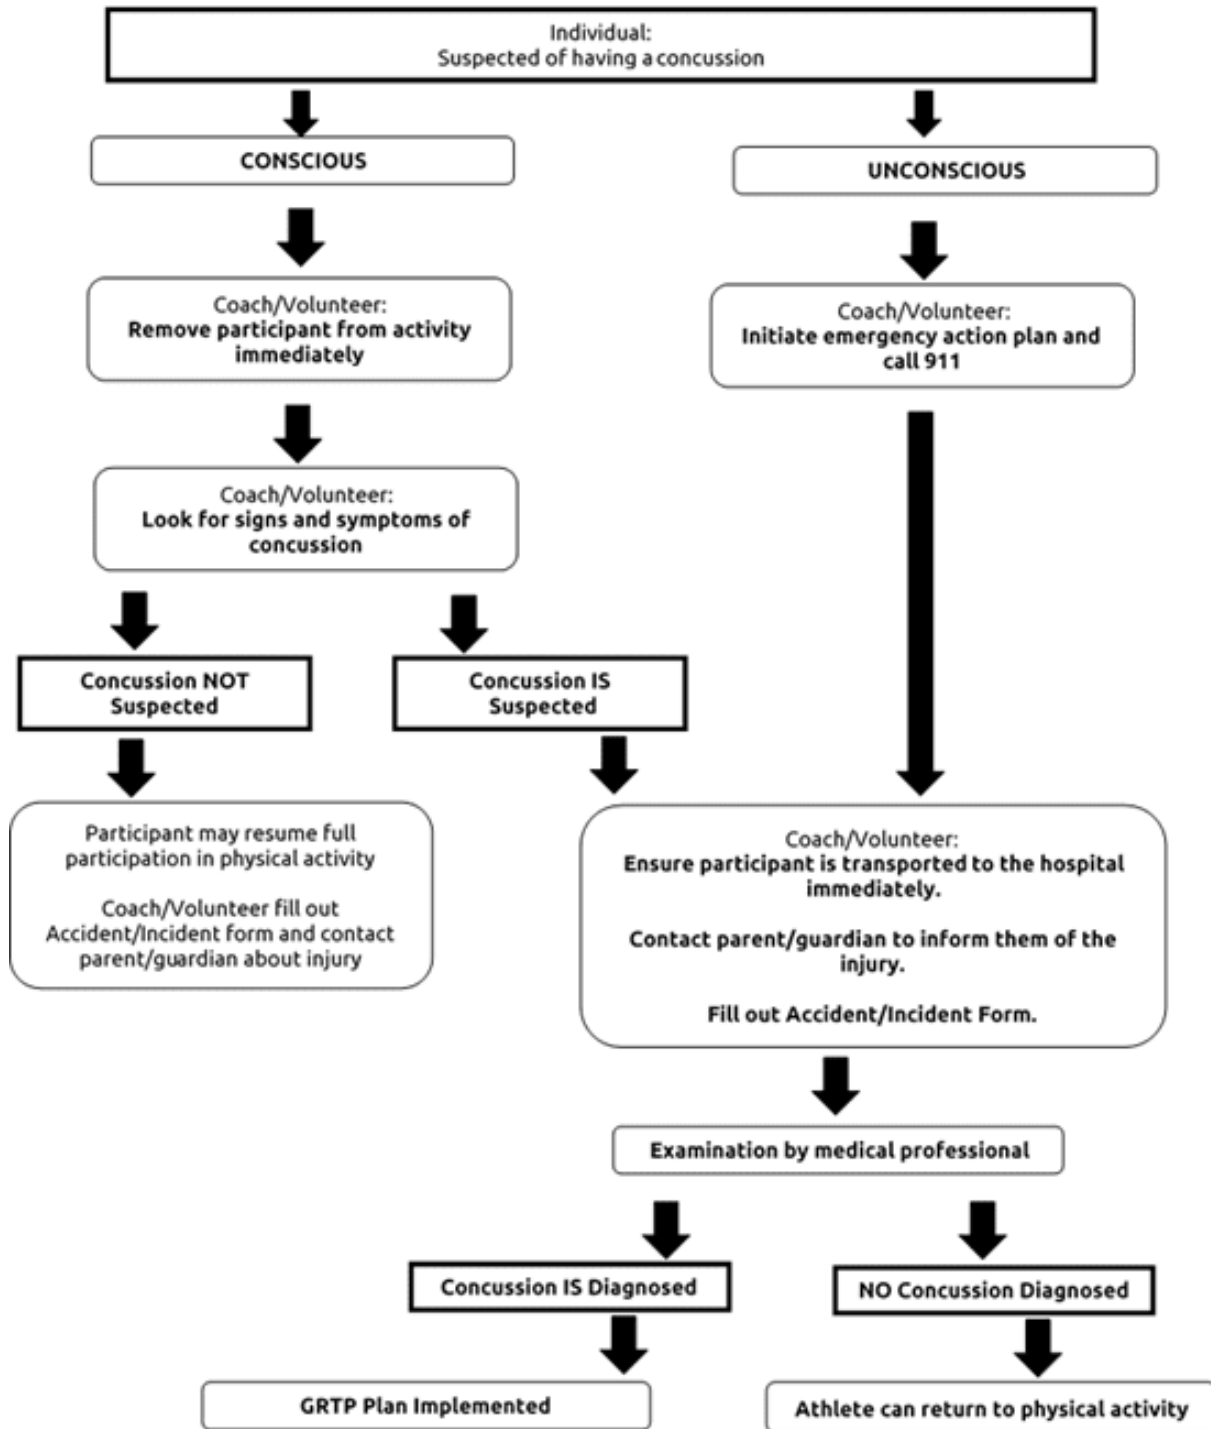 Individual:
Suspected of having a concussion
CONSCIOUS
UNCONSCIOUS
Coach/Volunteer:
Remove participant from activity
immediately
Coach/Volunteer:
Initiate emergency action plan and
call 911
Coach/Volunteer:
Look for signs and symptoms of
concussion
Concussion NOT
Suspected
Concussion IS
Suspected
Participant may resume full
participation in physical activity
Coach/Volunteer fill out
Accident/Incident form and contact
parent/guardian about injury
Coach/Volunteer:
Ensure participant is transported to the hospital
immediately.
Contact parent/guardian to inform them of the
injury.
Fill out Accident/Incident Form.
Examination by medical professional
Concussion IS Diagnosed
NO Concussion Diagnosed
GRTP Plan Implemented
Athlete can return to physical activity